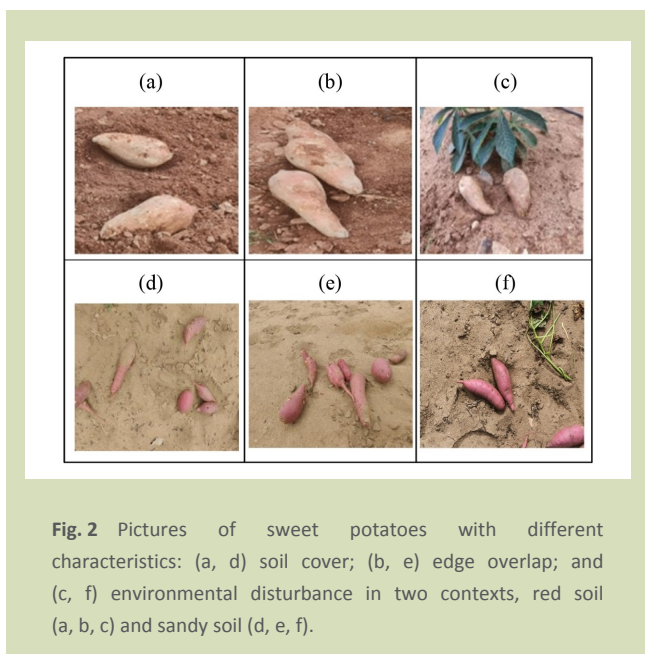 (a) (b) (c)
(d) (e) (f)
Fig. 2 Pictures of sweet potatoes with different
characteristics: (a, d) soil cover; (b, e) edge overlap; and
(c, f) environmental disturbance in two contexts, red soil
(a, b, c) and sandy soil (d, e, f).